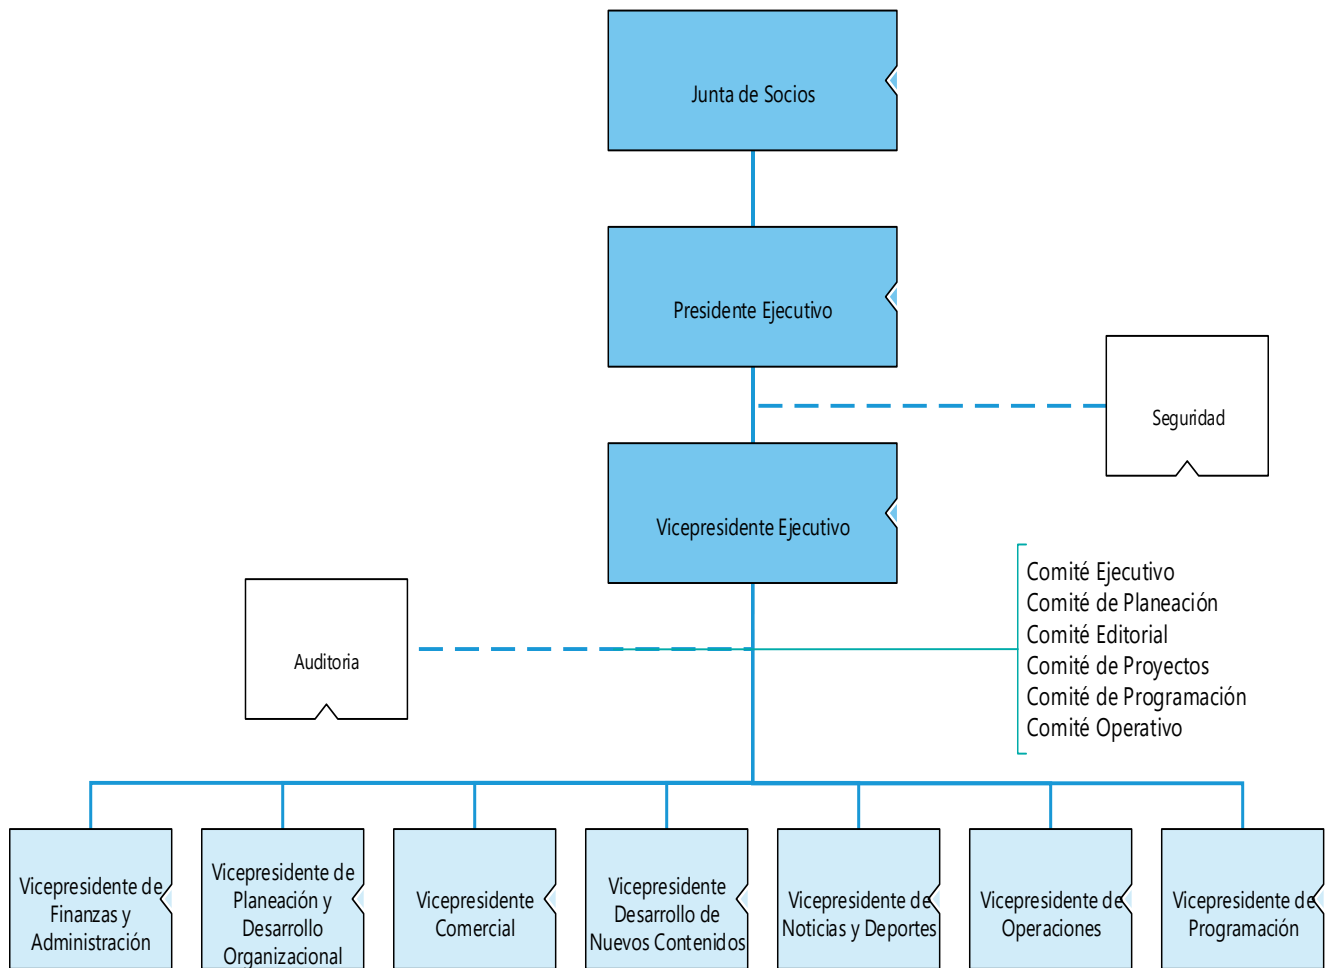 Junta de Socios
Presidente Ejecutivo
Seguridad
Vicepresidente Ejecutivo
Comité Ejecutivo
Comité de Planeación
Comité Editorial
Comité de Proyectos
Comité de Programación
Comité Operativo
Auditoria
Vicepresidente de
Finanzas y
Administración
Vicepresidente de
Planeación y
Desarrollo
Organizacional
Vicepresidente
Comercial
Vicepresidente
Desarrollo de
Nuevos Contenidos
Vicepresidente de
Noticias y Deportes
Vicepresidente de
Operaciones
Vicepresidente de
Programación